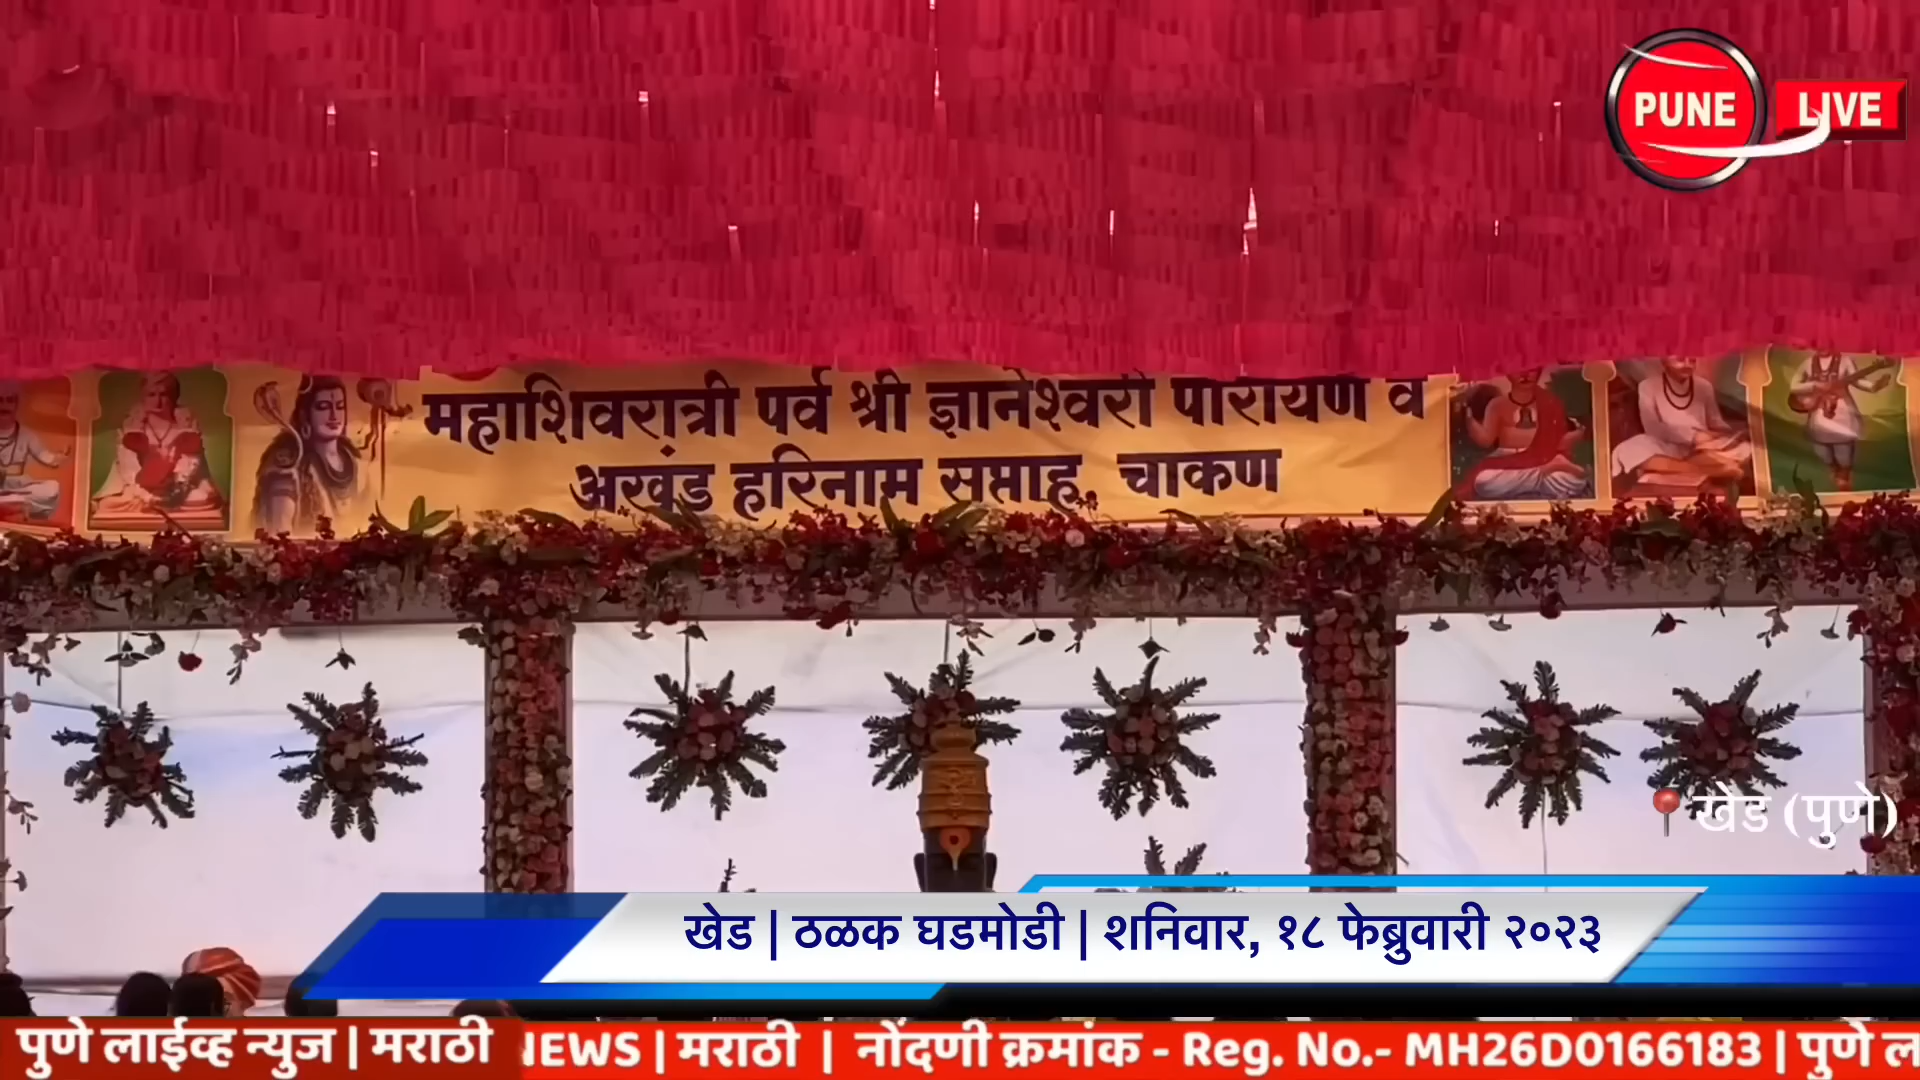 PUNE LIVE
महाशिवरात्री पर्व श्री ज्ञानेश्वरी पारायण व
अखंड हरिनाम सप्ताह चाकण
📍खेड (पुणे)
खेड | ठळक घडमोडी | शनिवार, १८ फेब्रुवारी २०२३
पुणे लाईव्ह न्युज | मराठी NEWS | मराठी | नोंदणी क्रमांक - Reg. No.- MH26D0166183 | पुणे ल